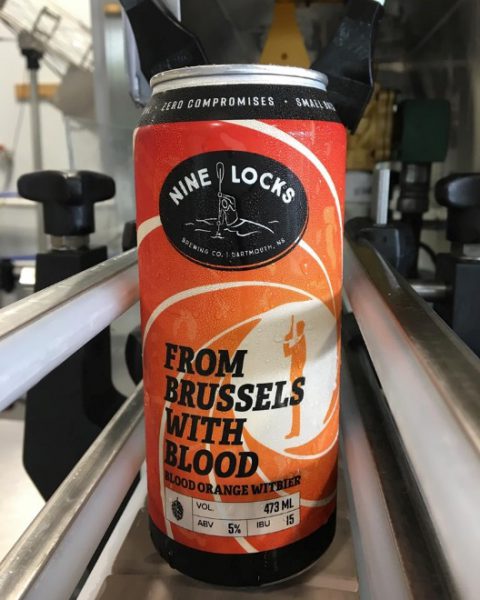 · ZERO COMPROMISES · SMALL
NINE LOCKS
BREWING CO. | DARTMOUTH, NS
FROM
BRUSSELS
WITH
BLOOD
BLOOD ORANGE WITBIER
VOL. 473 ML
ABV 5% IBU 15